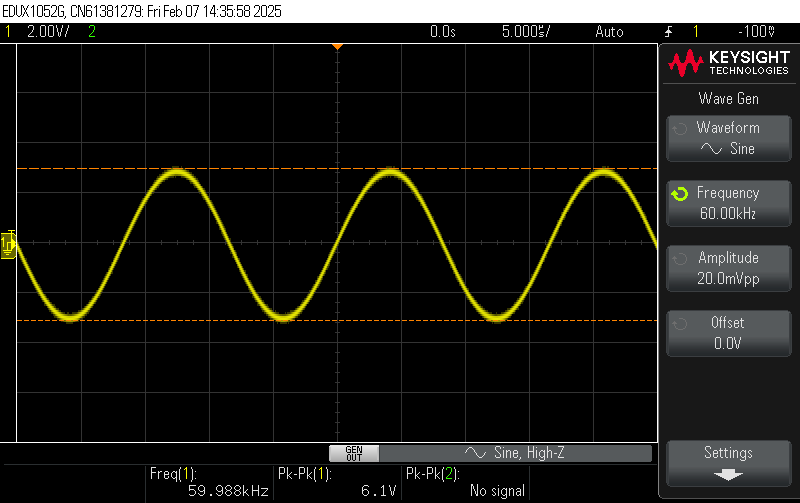 EDUX1052G, CN61381279: Fri Feb 07 14:35:58 2025
1 2.00V/ 2 0.0s 5.000µs/ Auto 1 -100mV
KEYSIGHT
TECHNOLOGIES
Wave Gen
Waveform
Sine
Frequency
60.00kHz
Amplitude
20.0mVpp
Offset
0.0V
Settings
T
1
GEN
OUT
Sine, High-Z
Freq(1): Pk-Pk(1): Pk-Pk(2):
59.988kHz 6.1V No signal